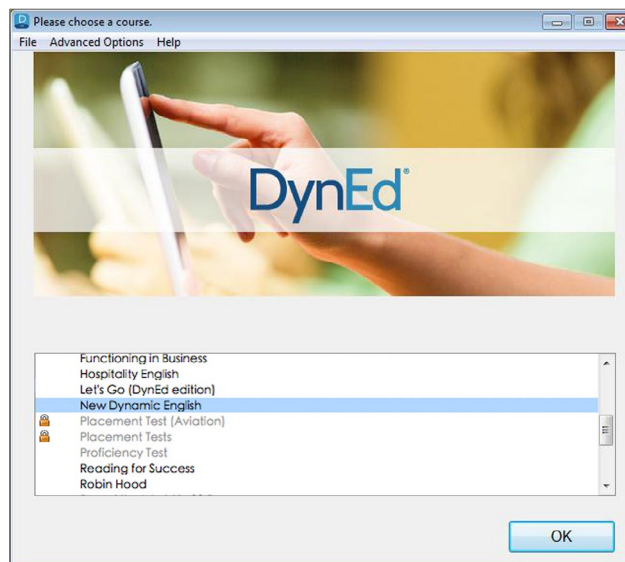 Please choose a course.
File Advanced Options Help
DynEd®
Functioning in Business
Hospitality English
Let's Go (DynEd edition)
New Dynamic English
Placement Test (Aviation)
Placement Tests
Proficiency Test
Reading for Success
Robin Hood
OK